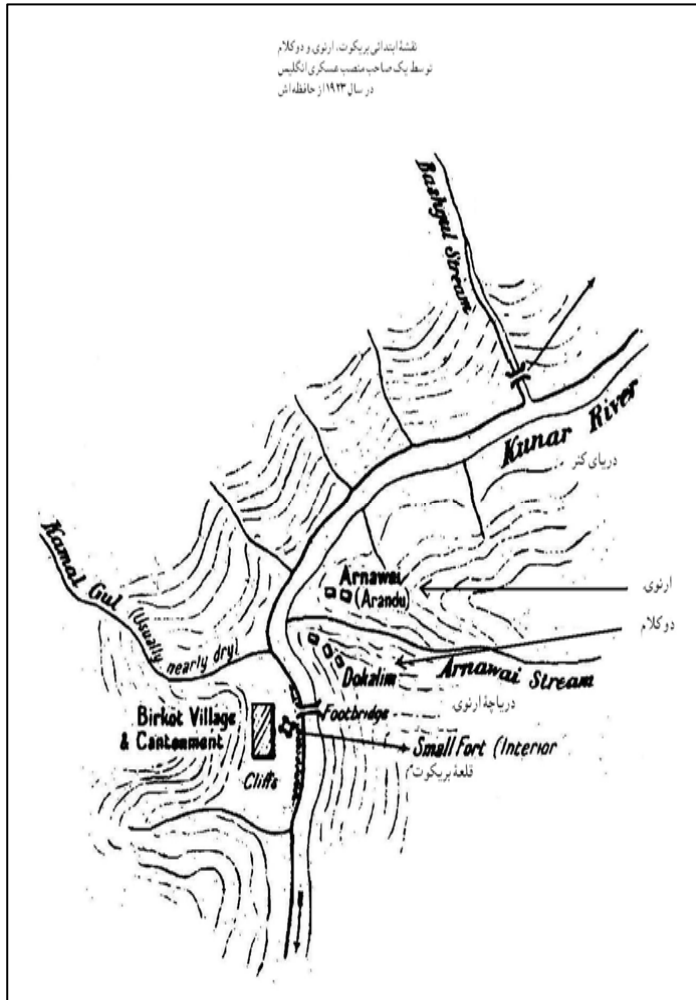 نقشهٔ ابتدائی بریکوت، ارنوی و دوکلام
توسط یک صاحب منصب عسکری انگلیس
در سال ۱۹۲۳ از حافظه اش
Bashgul Stream
Kunar River
دریای کنر
Kamal Gul (Usually nearly dry)
Arnawai
(Arandu)
ارنوی
دوکلام
Dokalim
Arnawai Stream
دریاچهٔ ارنوی
Birkot Village
& Cantonment
Footbridge
Small Fort (Interior
قلعهٔ بریکوت
Cliffs